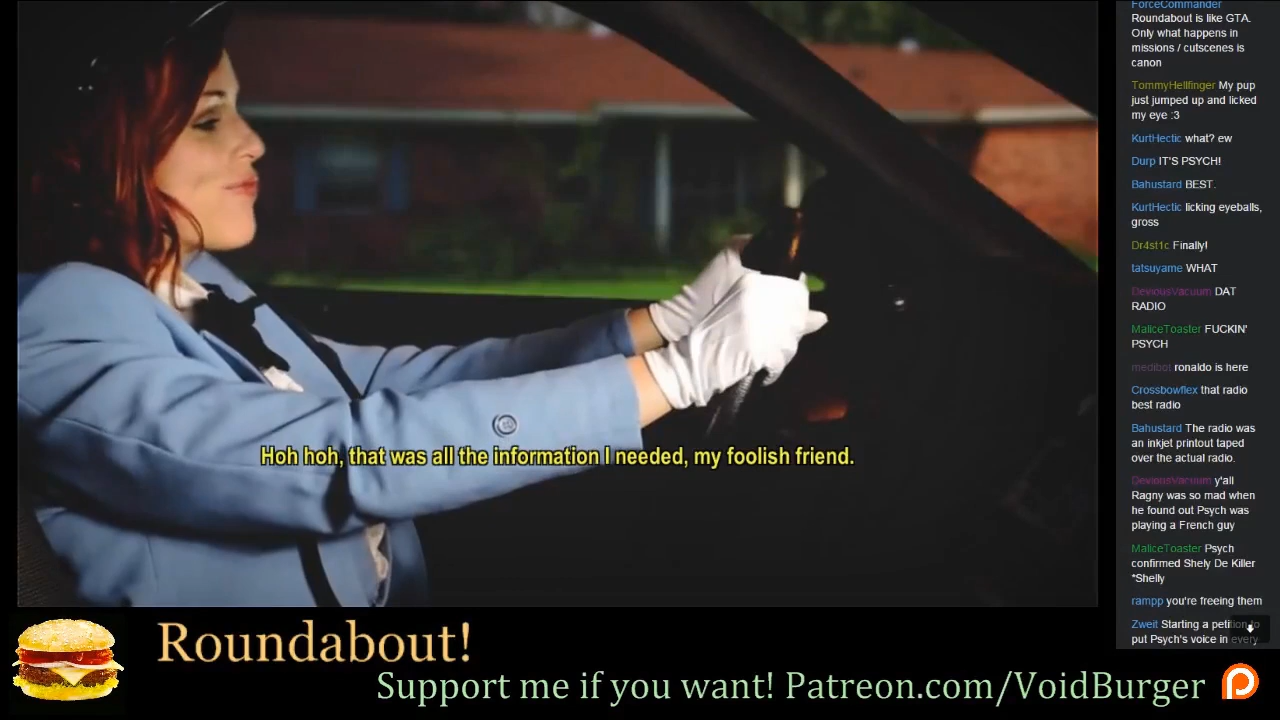 ForceCommander
Roundabout is like GTA.
Only what happens in
missions / cutscenes is
canon
TommyHellfinger My pup
just jumped up and licked
my eye :3
KurtHectic what? ew
Durp IT'S PSYCH!
Bahustard BEST.
KurtHectic licking eyeballs,
gross
Dr4st1c Finally!
tatsuyame WHAT
DeviousVacuum DAT
RADIO
MaliceToaster FUCKIN'
PSYCH
medibot ronaldo is here
Crossbowflex that radio
best radio
Bahustard The radio was
an inkjet printout taped
over the actual radio.
DeviousVacuum y'all
Ragny was so mad when
he found out Psych was
playing a French guy
MaliceToaster Psych
confirmed Shely De Killer
*Shelly
rampp you're freeing them
Zweit Starting a petition to
put Psych's voice in every
Hoh hoh, that was all the information I needed, my foolish friend.
Roundabout!
Support me if you want! Patreon.com/VoidBurger